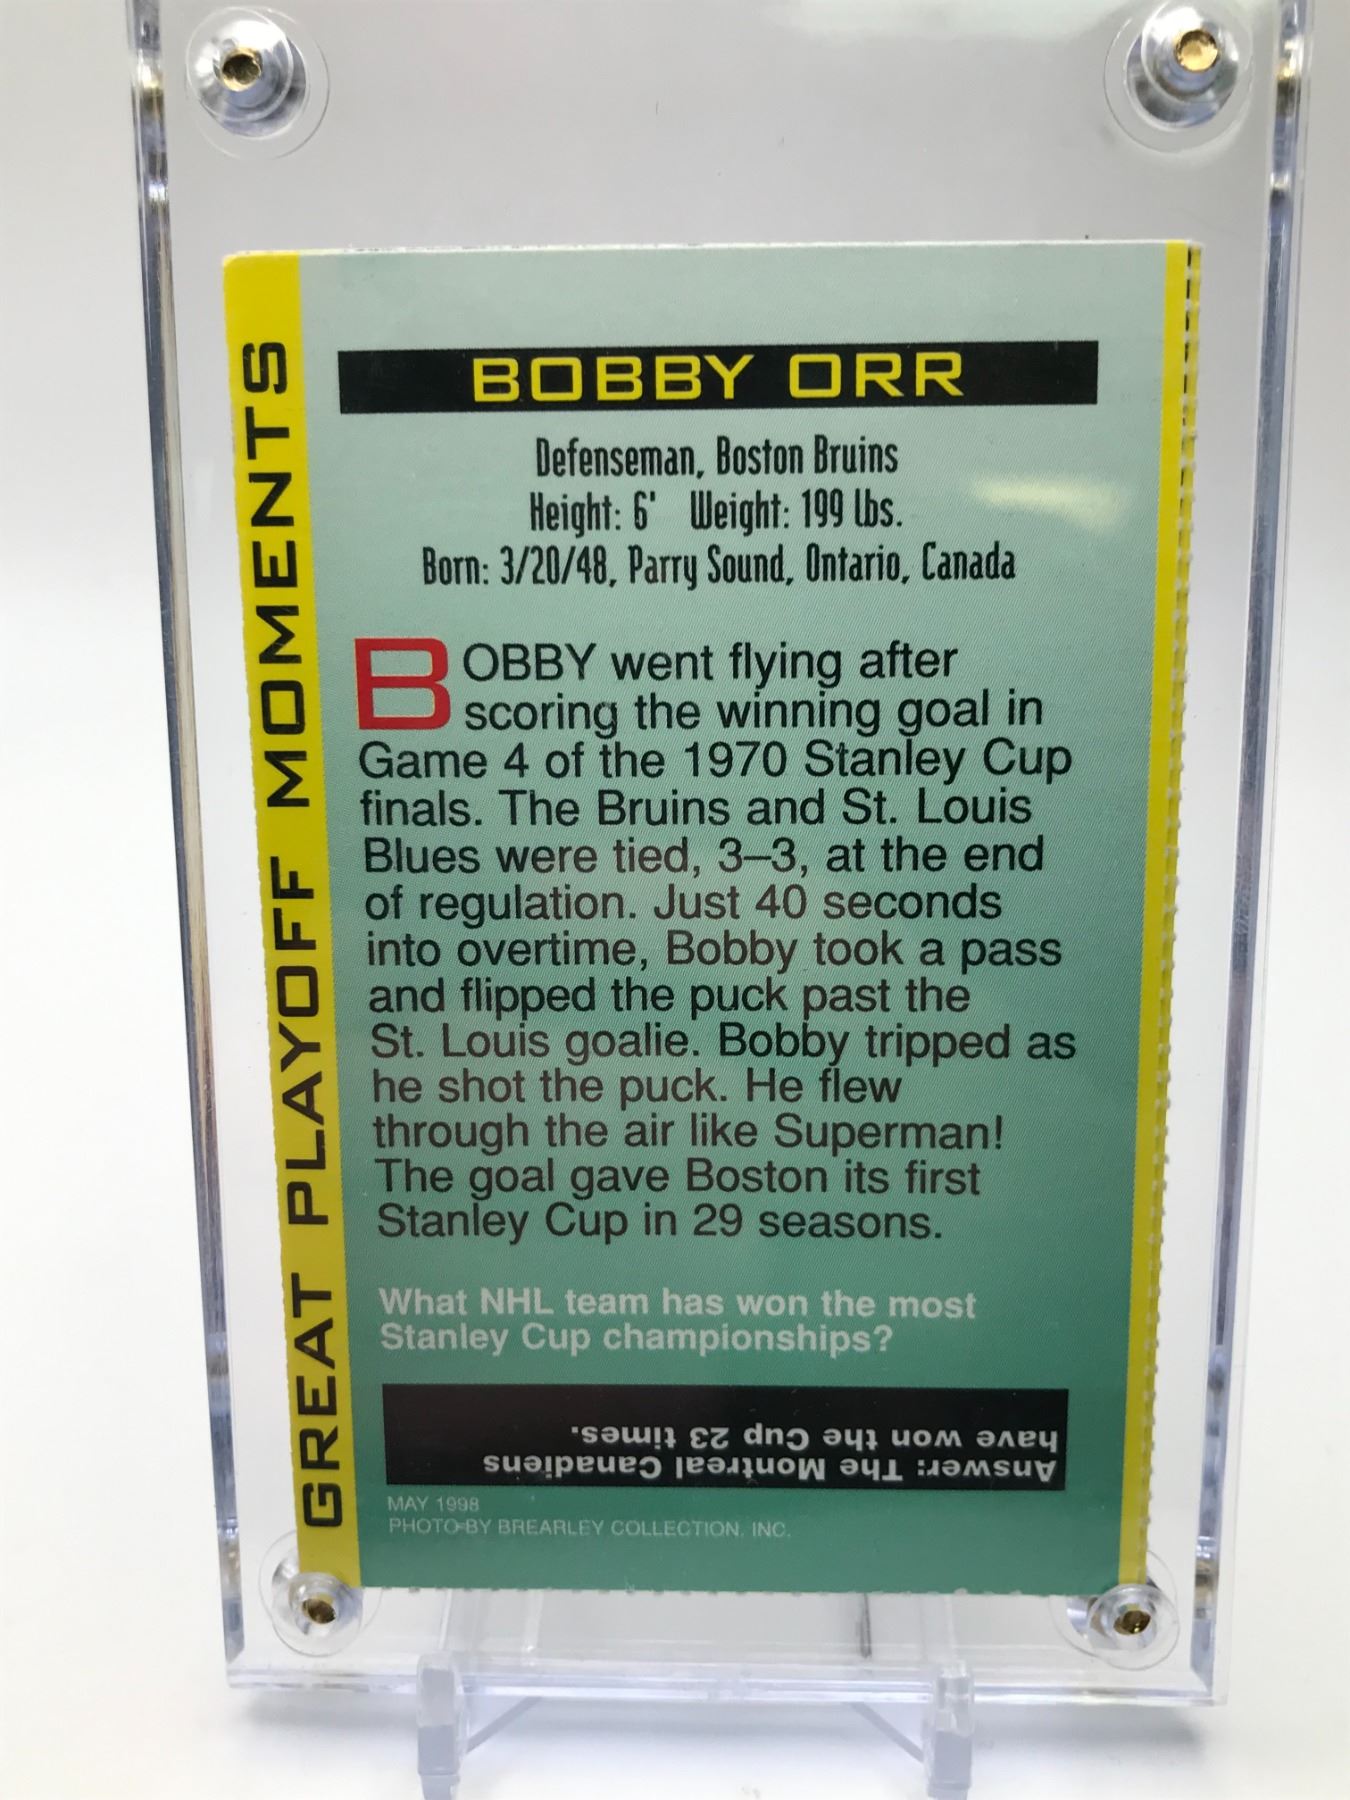 GREAT PLAYOFF MOMENTS
BOBBY ORR
Defenseman, Boston Bruins
Height: 6' Weight: 199 lbs.
Born: 3/20/48, Parry Sound, Ontario, Canada
BOBBY went flying after
scoring the winning goal in
Game 4 of the 1970 Stanley Cup
finals. The Bruins and St. Louis
Blues were tied, 3–3, at the end
of regulation. Just 40 seconds
into overtime, Bobby took a pass
and flipped the puck past the
St. Louis goalie. Bobby tripped as
he shot the puck. He flew
through the air like Superman!
The goal gave Boston its first
Stanley Cup in 29 seasons.
What NHL team has won the most
Stanley Cup championships?
Answer: The Montreal Canadiens
have won the Cup 23 times.
MAY 1998
PHOTO BY BREARLEY COLLECTION, INC.